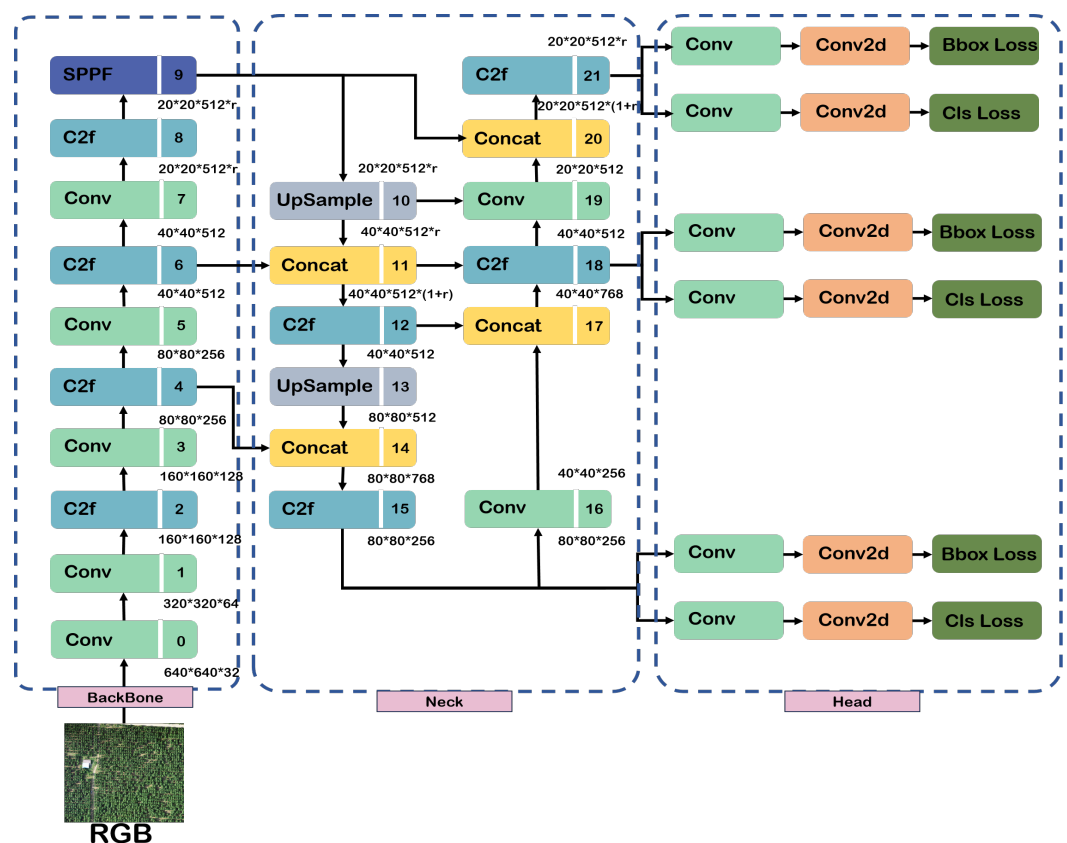 SPPF 9
20*20*512*r
C2f 8
20*20*512*r
Conv 7
40*40*512
C2f 6
40*40*512
Conv 5
80*80*256
C2f 4
80*80*256
Conv 3
160*160*128
C2f 2
160*160*128
Conv 1
320*320*64
Conv 0
640*640*32
BackBone
RGB
20*20*512*r
UpSample 10
40*40*512*r
Concat 11
40*40*512*(1+r)
C2f 12
40*40*512
UpSample 13
80*80*512
Concat 14
80*80*768
C2f 15
80*80*256
20*20*512*r
C2f 21
20*20*512*(1+r
Concat 20
20*20*512
Conv 19
40*40*512
C2f 18
40*40*768
Concat 17
40*40*256
Conv 16
80*80*256
Neck
Conv Conv2d Bbox Loss
Conv Conv2d Cls Loss
Conv Conv2d Bbox Loss
Conv Conv2d Cls Loss
Conv Conv2d Bbox Loss
Conv Conv2d Cls Loss
Head